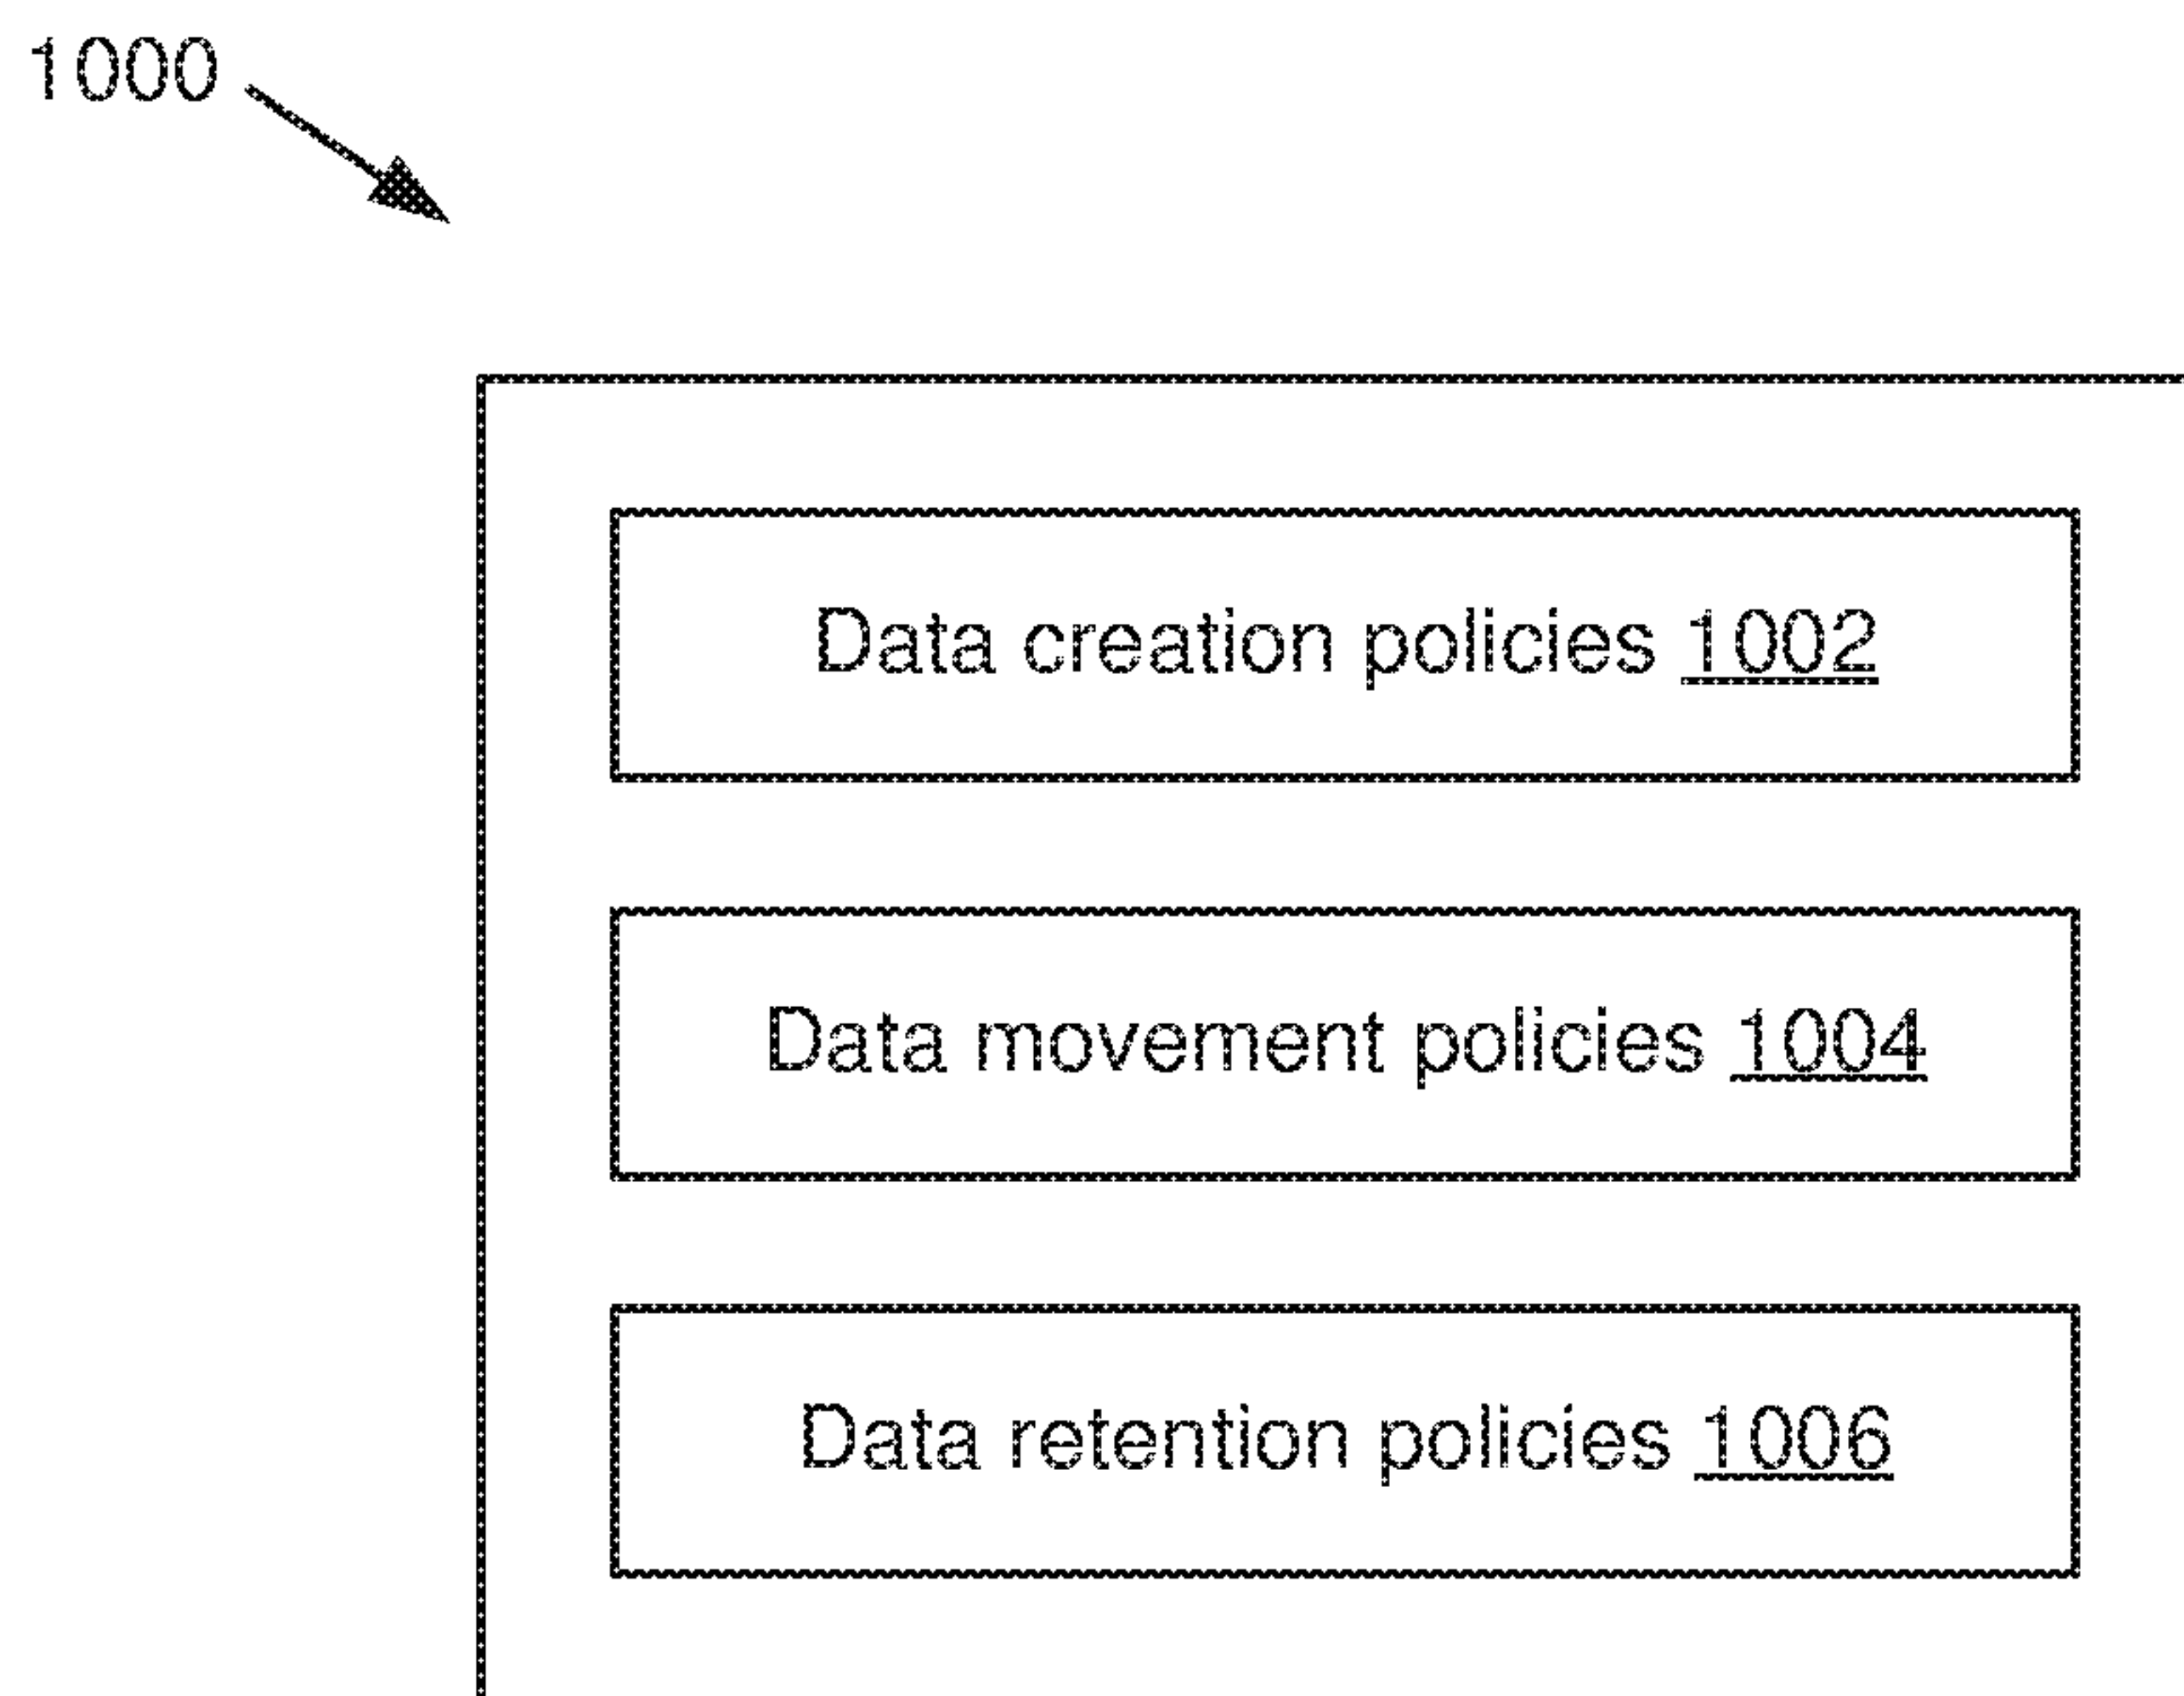 1000
Data creation policies 1002
Data movement policies 1004
Data retention policies 1006